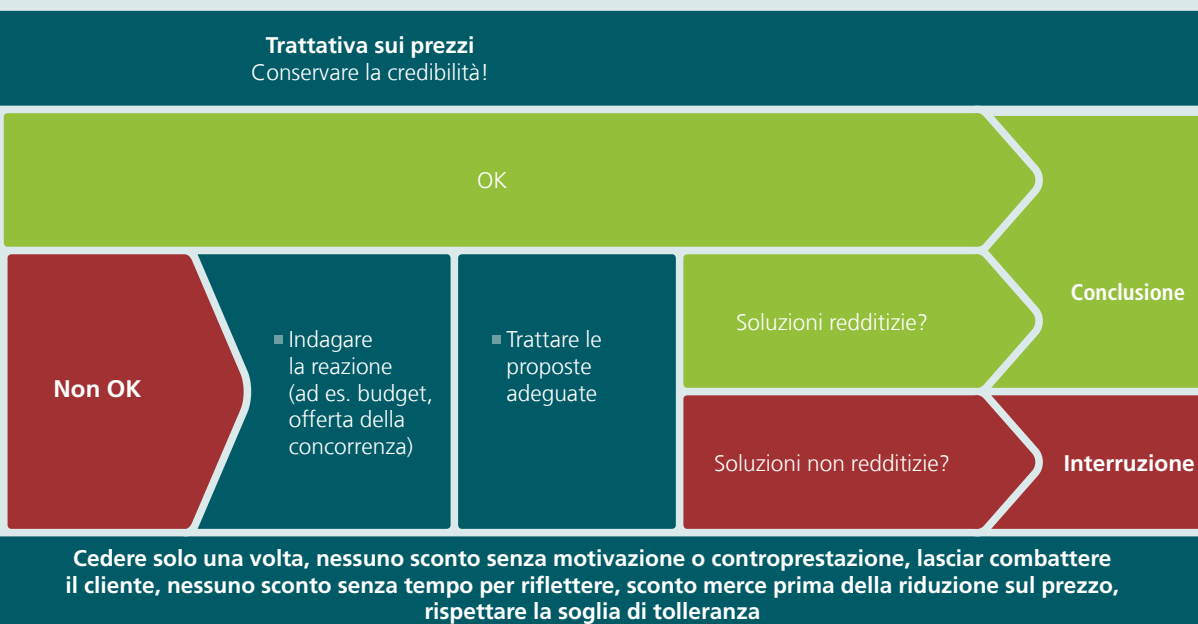 Trattativa sui prezzi
Conservare la credibilità!
OK
Non OK
Indagare
la reazione
(ad es. budget,
offerta della
concorrenza)
Trattare le
proposte
adeguate
Soluzioni redditizie?
Conclusione
Soluzioni non redditizie?
Interruzione
Cedere solo una volta, nessuno sconto senza motivazione o controprestazione, lasciar combattere
il cliente, nessuno sconto senza tempo per riflettere, sconto merce prima della riduzione sul prezzo,
rispettare la soglia di tolleranza